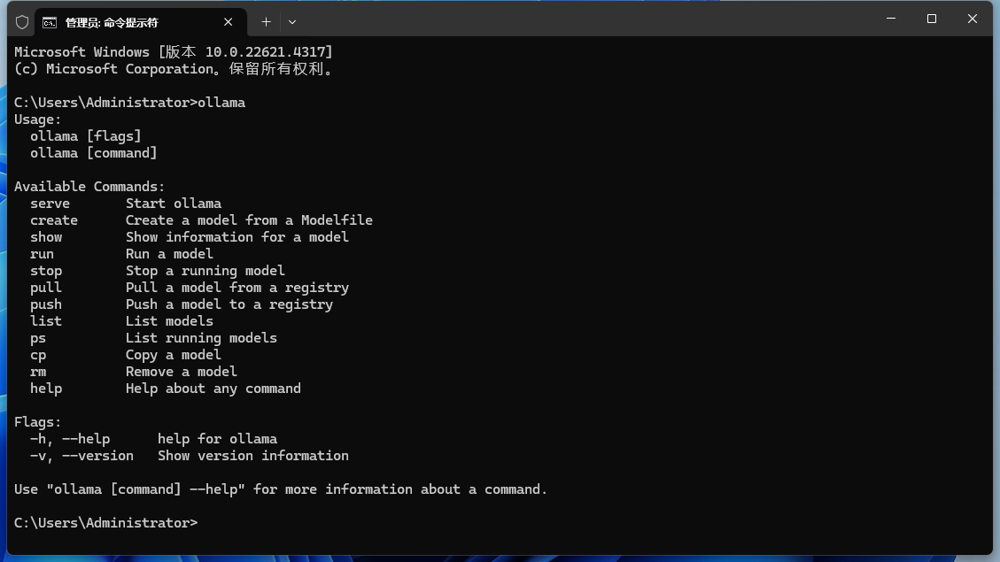 管理员: 命令提示符
Microsoft Windows [版本 10.0.22621.4317]
(c) Microsoft Corporation。保留所有权利。
C:\Users\Administrator>ollama
Usage:
  ollama [flags]
  ollama [command]
Available Commands:
  serve       Start ollama
  create      Create a model from a Modelfile
  show        Show information for a model
  run         Run a model
  stop        Stop a running model
  pull        Pull a model from a registry
  push        Push a model to a registry
  list        List models
  ps          List running models
  cp          Copy a model
  rm          Remove a model
  help        Help about any command
Flags:
  -h, --help      help for ollama
  -v, --version   Show version information
Use "ollama [command] --help" for more information about a command.
C:\Users\Administrator>